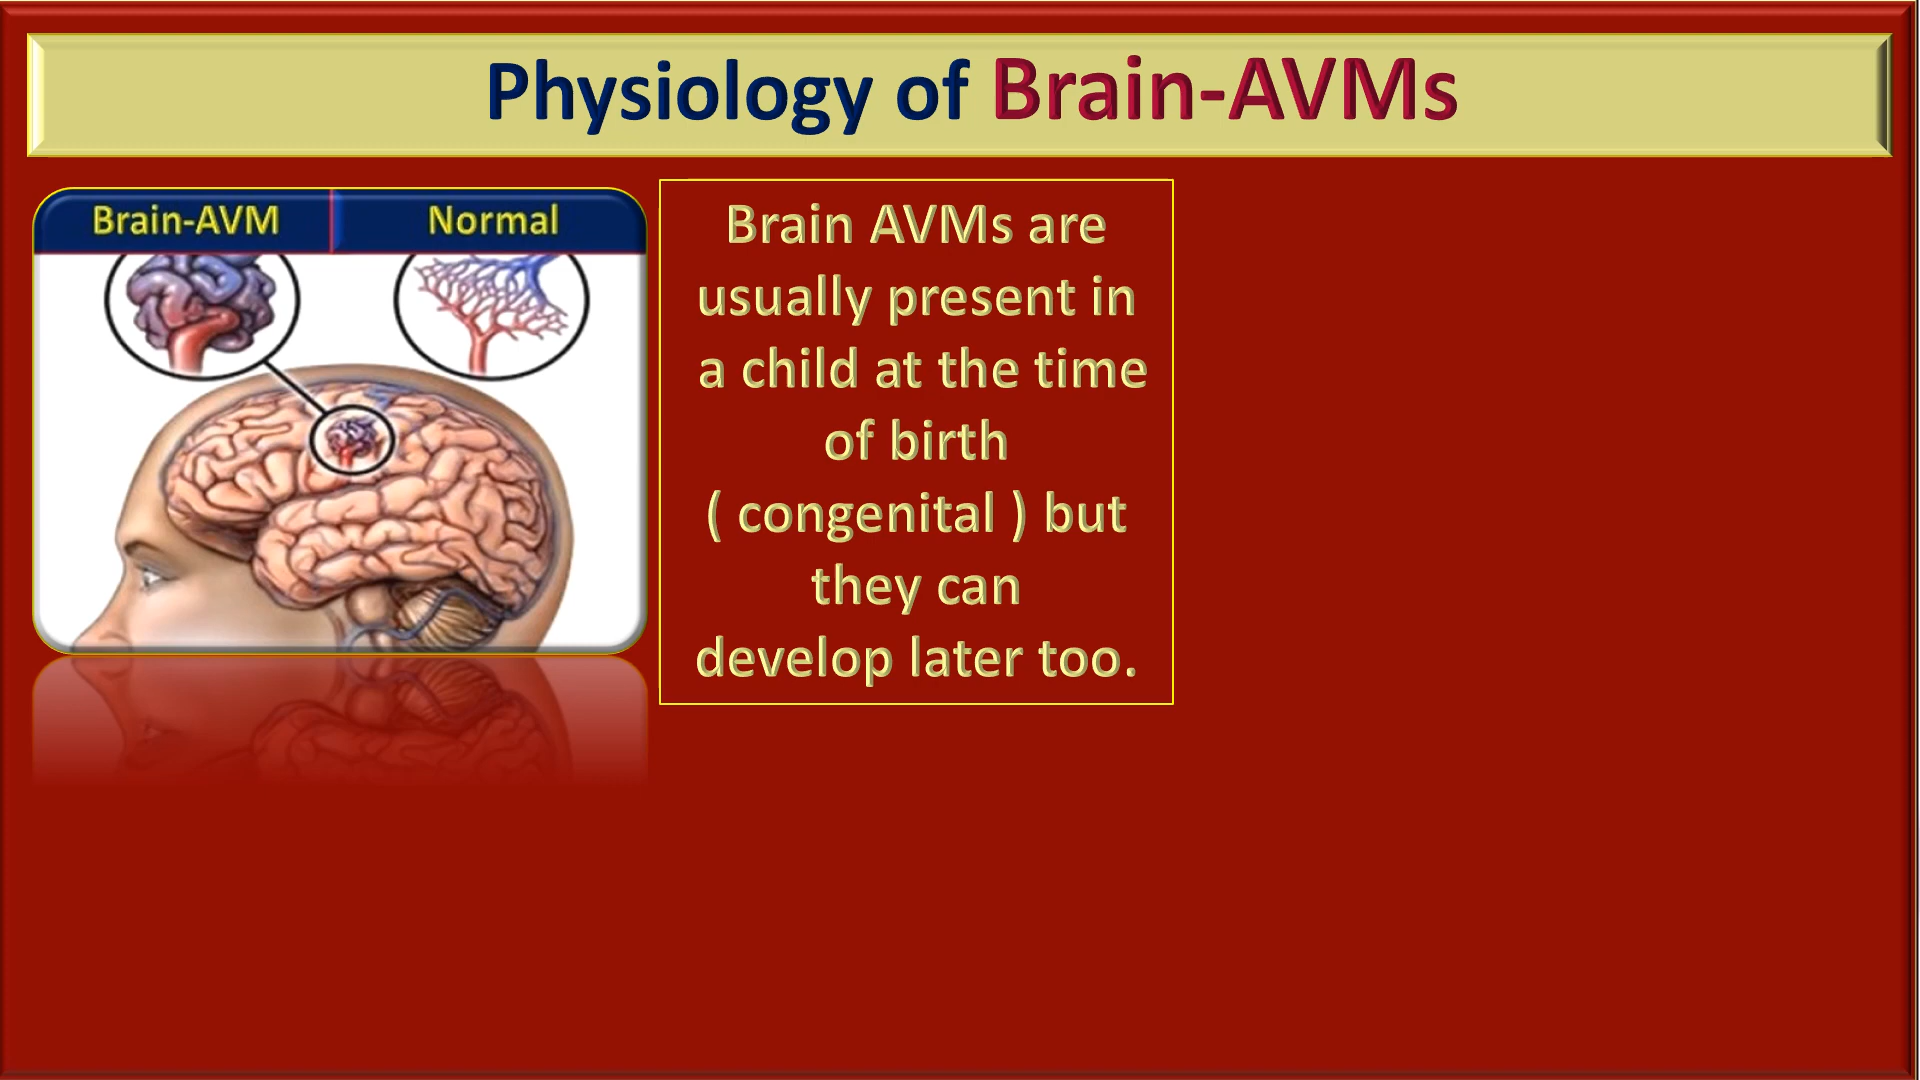 Physiology of Brain-AVMs
Brain-AVM
Normal
Brain AVMs are
usually present in
a child at the time
of birth
( congenital ) but
they can
develop later too.